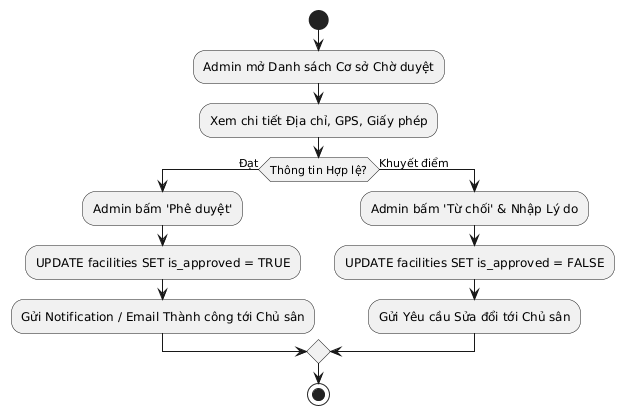 Admin mở Danh sách Cơ sở Chờ duyệt
Xem chi tiết Địa chỉ, GPS, Giấy phép
Thông tin Hợp lệ?
Đạt
Khuyết điểm
Admin bấm 'Phê duyệt'
Admin bấm 'Từ chối' & Nhập Lý do
UPDATE facilities SET is_approved = TRUE
UPDATE facilities SET is_approved = FALSE
Gửi Notification / Email Thành công tới Chủ sân
Gửi Yêu cầu Sửa đổi tới Chủ sân